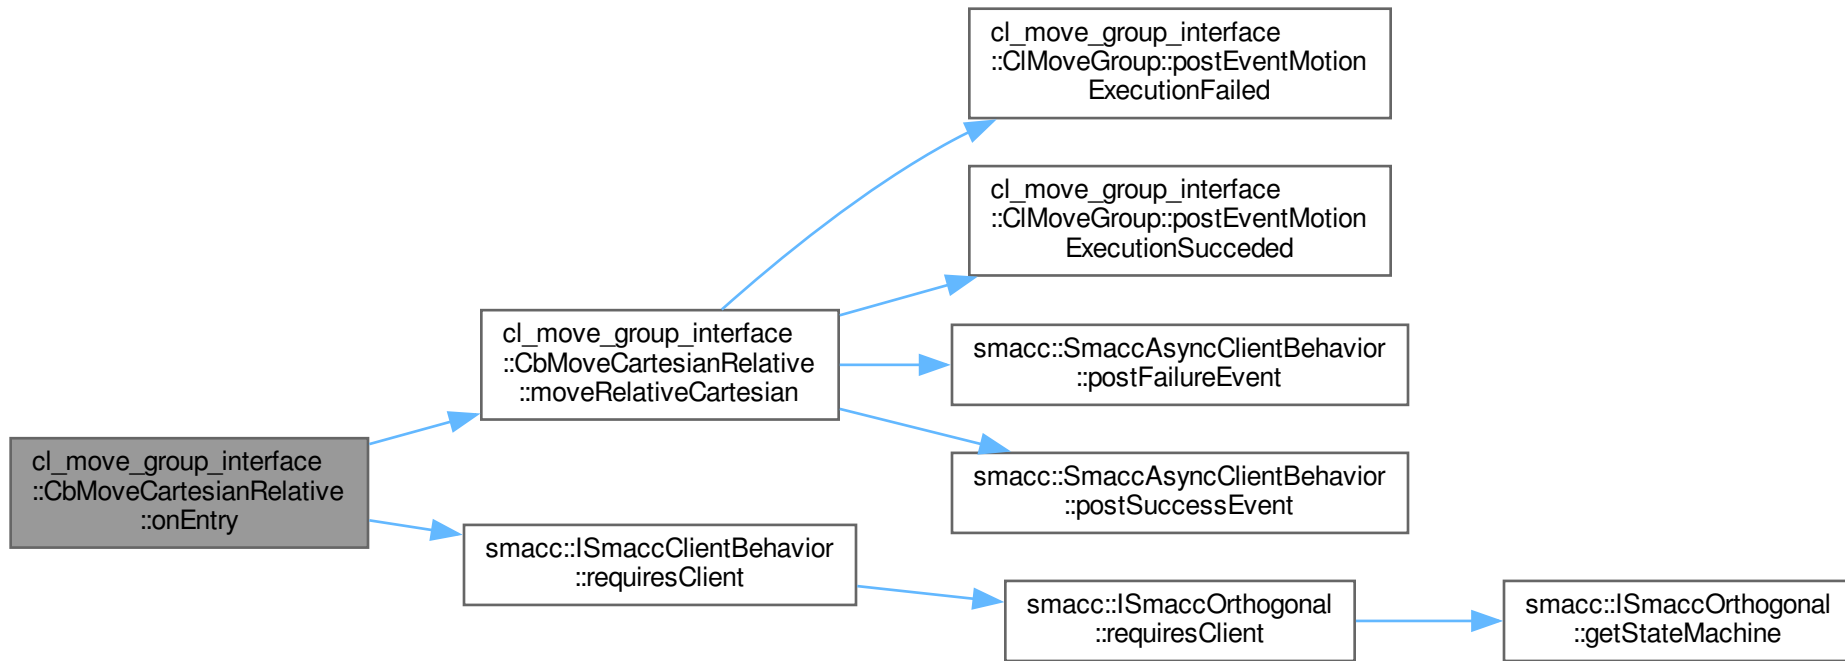 cl_move_group_interface
::ClMoveGroup::postEventMotion
ExecutionFailed
cl_move_group_interface
::ClMoveGroup::postEventMotion
ExecutionSucceded
cl_move_group_interface
::CbMoveCartesianRelative
::moveRelativeCartesian
smacc::SmaccAsyncClientBehavior
::postFailureEvent
cl_move_group_interface
::CbMoveCartesianRelative
::onEntry
smacc::SmaccAsyncClientBehavior
::postSuccessEvent
smacc::ISmaccClientBehavior
::requiresClient
smacc::ISmaccOrthogonal
::requiresClient
smacc::ISmaccOrthogonal
::getStateMachine